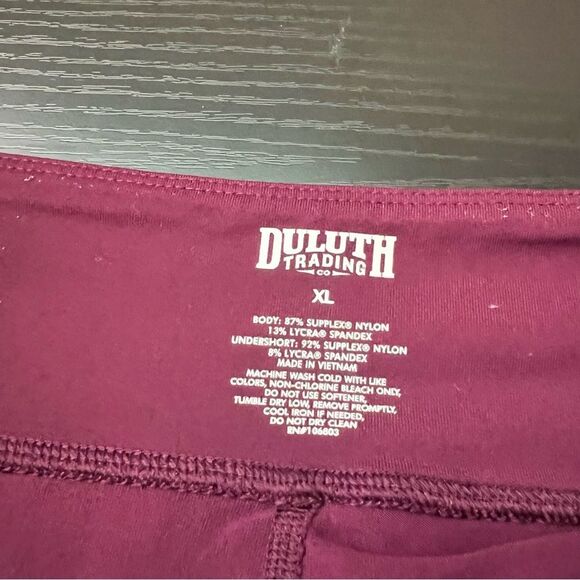 DULUTH
TRADING
CO
XL
BODY: 87% SUPPLEX® NYLON
13% LYCRA® SPANDEX
UNDERSHORT: 92% SUPPLEX® NYLON
8% LYCRA® SPANDEX
MADE IN VIETNAM
MACHINE WASH COLD WITH LIKE
COLORS, NON-CHLORINE BLEACH ONLY,
DO NOT USE SOFTENER,
TUMBLE DRY LOW, REMOVE PROMPTLY,
COOL IRON IF NEEDED,
DO NOT DRY CLEAN
RN#106803